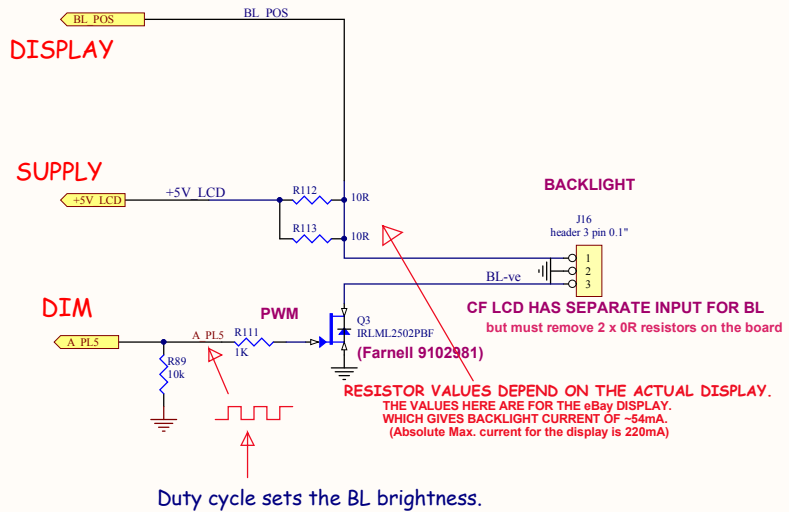 BL_POS
BL_POS
DISPLAY
SUPPLY
+5V_LCD
+5V_LCD
R112
10R
R113
10R
BACKLIGHT
J16
header 3 pin 0.1"
1
2
3
BL-ve
CF LCD HAS SEPARATE INPUT FOR BL
but must remove 2 x 0R resistors on the board
DIM
A_PL5
A_PL5
PWM
R111
1K
Q3
IRLML2502PBF
(Farnell 9102981)
R89
10k
RESISTOR VALUES DEPEND ON THE ACTUAL DISPLAY.
THE VALUES HERE ARE FOR THE eBay DISPLAY.
WHICH GIVES BACKLIGHT CURRENT OF ~54mA.
(Absolute Max. current for the display is 220mA)
Duty cycle sets the BL brightness.